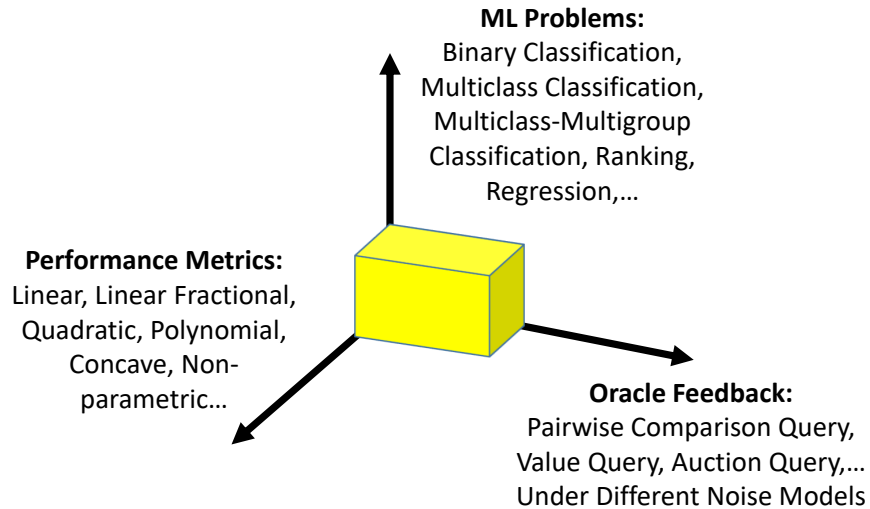 ML Problems:
Binary Classification,
Multiclass Classification,
Multiclass-Multigroup
Classification, Ranking,
Regression,…
Performance Metrics:
Linear, Linear Fractional,
Quadratic, Polynomial,
Concave, Non-
parametric…
Oracle Feedback:
Pairwise Comparison Query,
Value Query, Auction Query,…
Under Different Noise Models